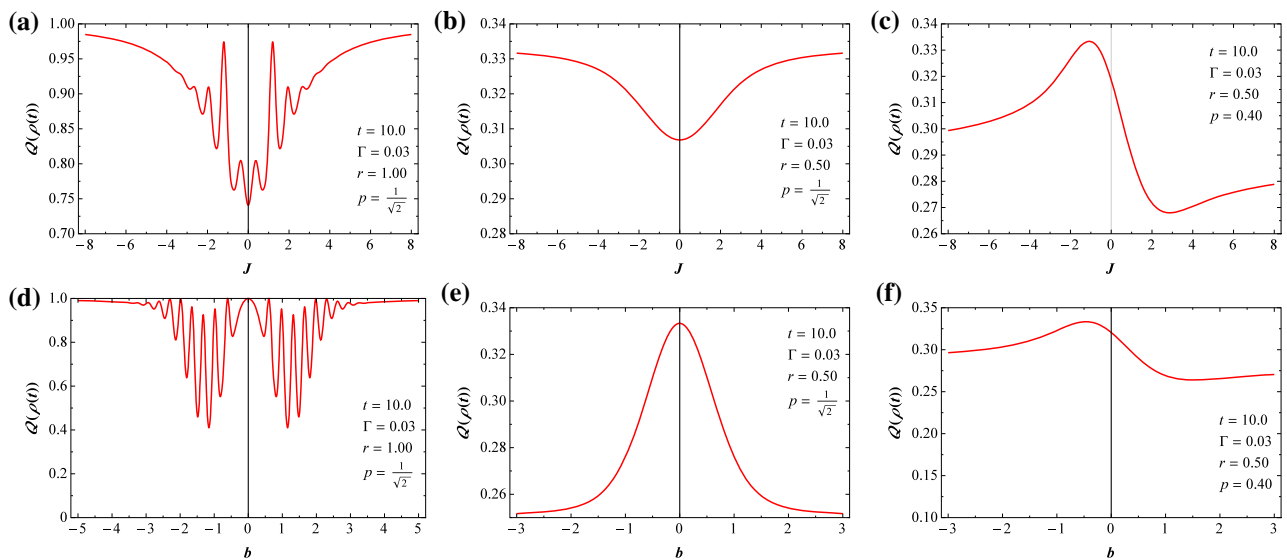 (a)
1.00
0.95
0.90
0.85
0.80
0.75
0.70
Q(ρ(t))
t = 10.0
Γ = 0.03
r = 1.00
p = 1/√2
−8 −6 −4 −2 0 2 4 6 8
J
(b)
0.34
0.33
0.32
0.31
0.30
0.29
0.28
Q(ρ(t))
t = 10.0
Γ = 0.03
r = 0.50
p = 1/√2
−8 −6 −4 −2 0 2 4 6 8
J
(c)
0.34
0.33
0.32
0.31
0.30
0.29
0.28
0.27
0.26
Q(ρ(t))
t = 10.0
Γ = 0.03
r = 0.50
p = 0.40
−8 −6 −4 −2 0 2 4 6 8
J
(d)
1.0
0.8
0.6
0.4
0.2
0
Q(ρ(t))
t = 10.0
Γ = 0.03
r = 1.00
p = 1/√2
−5 −4 −3 −2 −1 0 1 2 3 4 5
b
(e)
0.34
0.32
0.30
0.28
0.26
Q(ρ(t))
t = 10.0
Γ = 0.03
r = 0.50
p = 1/√2
−3 −2 −1 0 1 2 3
b
(f)
0.35
0.30
0.25
0.20
0.15
0.10
Q(ρ(t))
t = 10.0
Γ = 0.03
r = 0.50
p = 0.40
−3 −2 −1 0 1 2 3
b